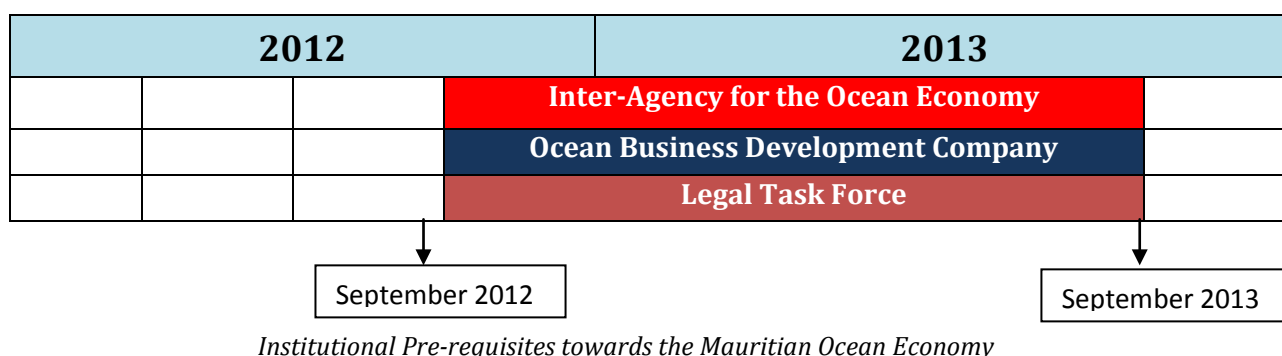 2012 2013
Inter-Agency for the Ocean Economy
Ocean Business Development Company
Legal Task Force
September 2012 September 2013
Institutional Pre-requisites towards the Mauritian Ocean Economy